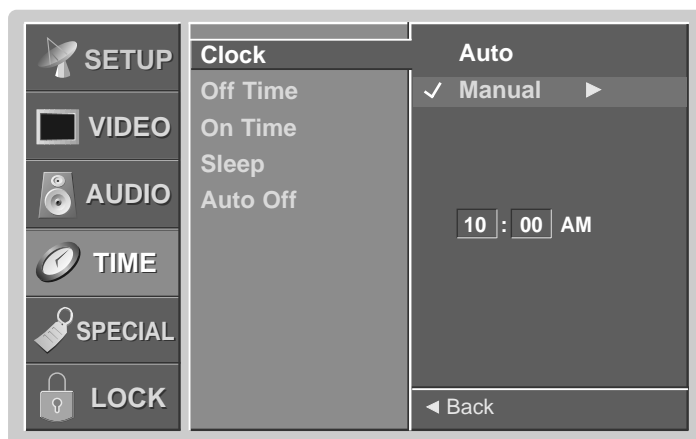 SETUP
VIDEO
AUDIO
TIME
SPECIAL
LOCK
Clock
Off Time
On Time
Sleep
Auto Off
Auto
✓ Manual ►
10 : 00 AM
◄ Back